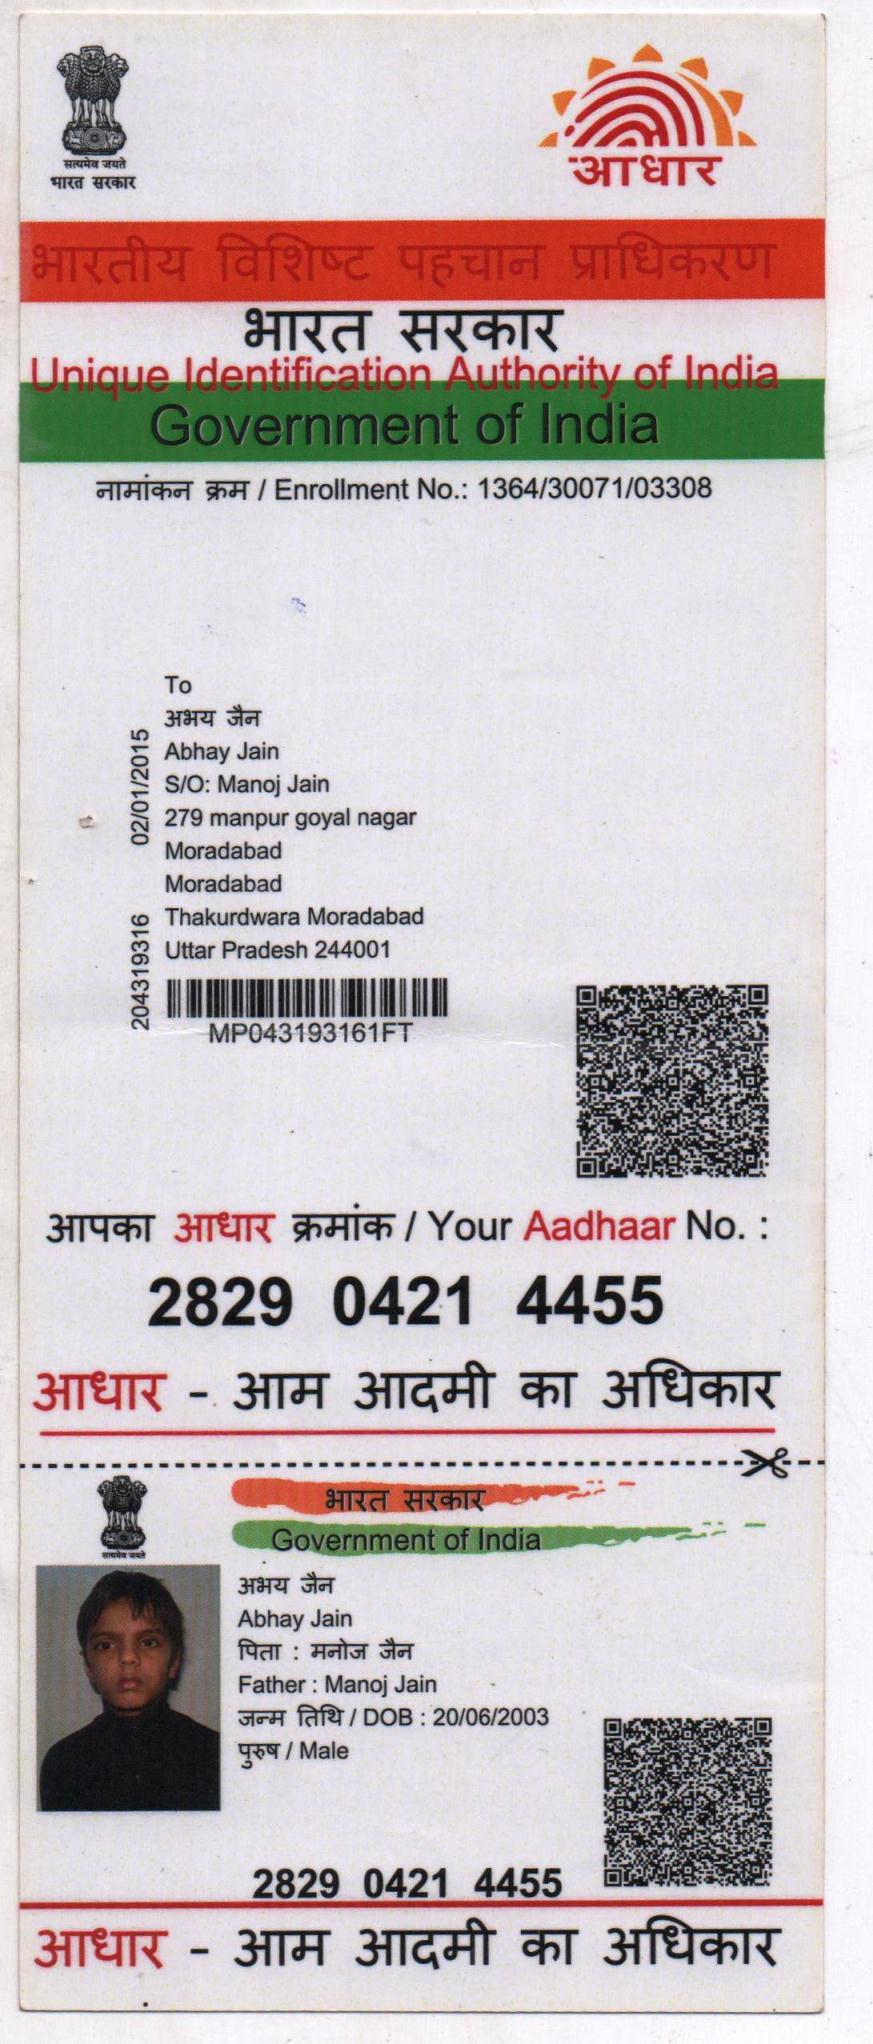 सत्यमेव जयते
भारत सरकार
आधार
भारतीय विशिष्ट पहचान प्राधिकरण
भारत सरकार
Unique Identification Authority of India
Government of India
नामांकन क्रम / Enrollment No.: 1364/30071/03308
To
अभय जैन
Abhay Jain
S/O: Manoj Jain
279 manpur goyal nagar
Moradabad
Moradabad
Thakurdwara Moradabad
Uttar Pradesh 244001
02/01/2015
204319316
MP043193161FT
आपका आधार क्रमांक / Your Aadhaar No. :
2829 0421 4455
आधार - आम आदमी का अधिकार
सत्यमेव जयते
भारत सरकार
Government of India
अभय जैन
Abhay Jain
पिता : मनोज जैन
Father : Manoj Jain
जन्म तिथि / DOB : 20/06/2003
पुरुष / Male
2829 0421 4455
आधार - आम आदमी का अधिकार